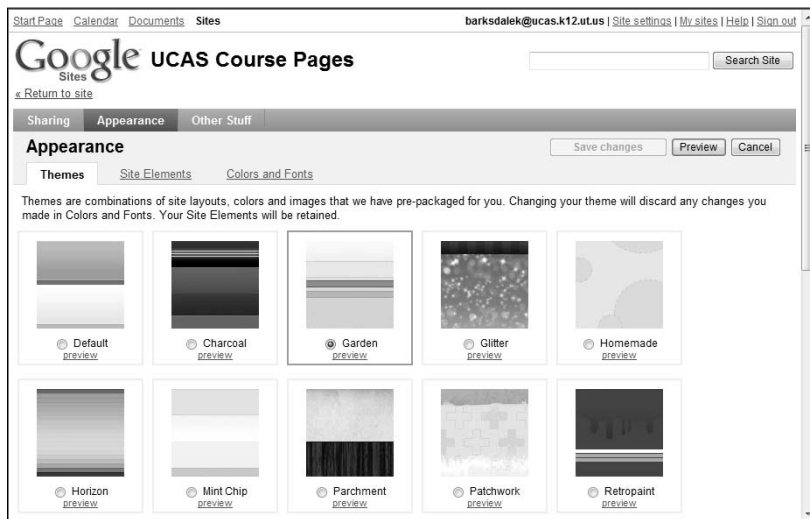 Start Page Calendar Documents Sites barksdalek@ucas.k12.ut.us | Site settings | My sites | Help | Sign out
Google Sites UCAS Course Pages Search Site
« Return to site
Sharing Appearance Other Stuff
Appearance Save changes Preview Cancel
Themes Site Elements Colors and Fonts
Themes are combinations of site layouts, colors and images that we have pre-packaged for you. Changing your theme will discard any changes you
made in Colors and Fonts. Your Site Elements will be retained.
Default Charcoal Garden Glitter Homemade
preview preview preview preview preview
Horizon Mint Chip Parchment Patchwork Retropaint
preview preview preview preview preview